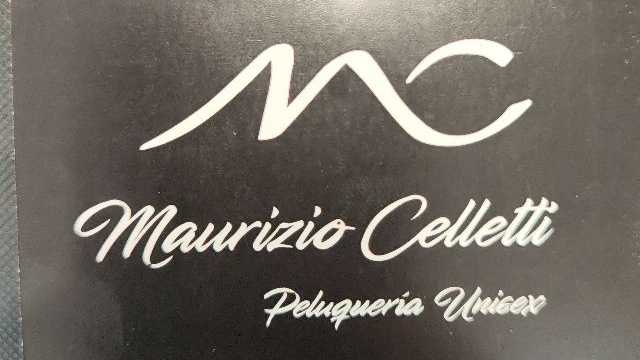 MC
Maurizio Celletti
Peluquería Unisex